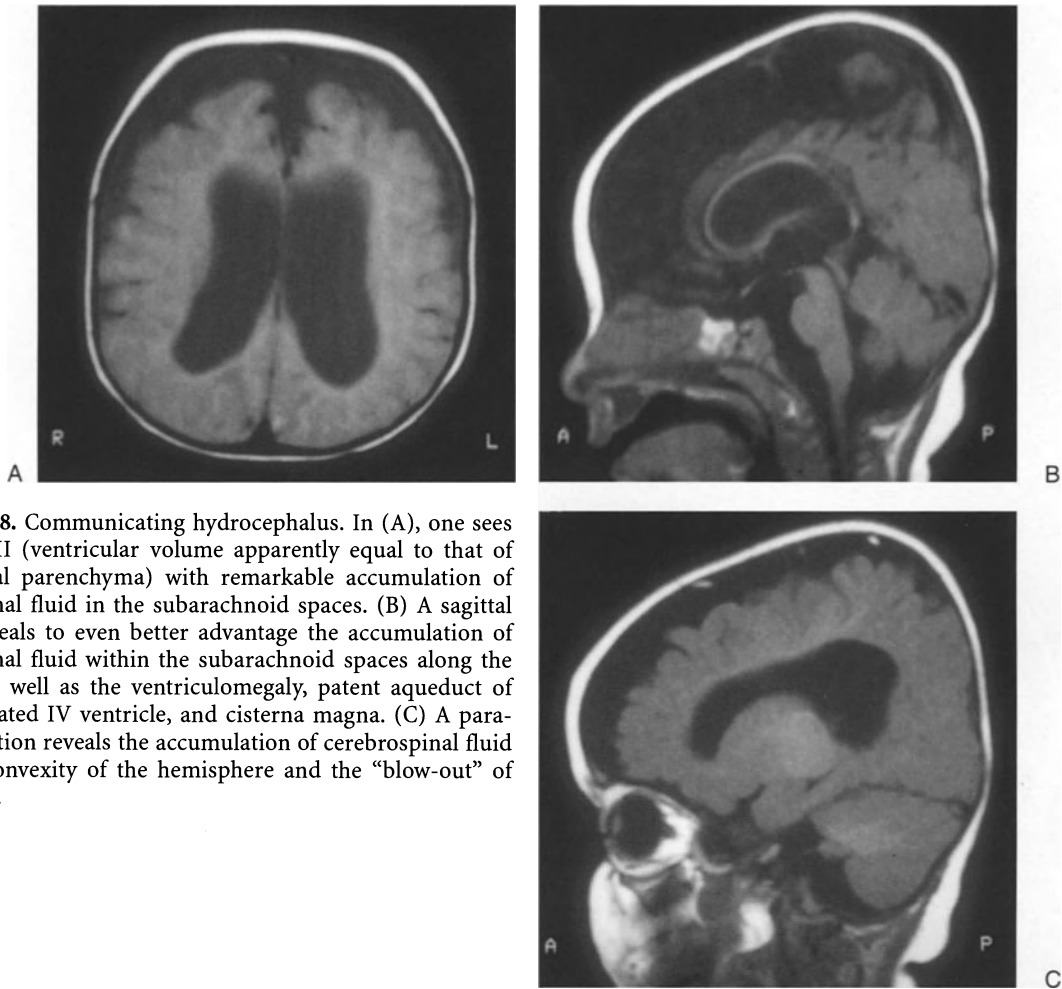 R
L
A
A
P
B
8. Communicating hydrocephalus. In (A), one sees
II (ventricular volume apparently equal to that of
al parenchyma) with remarkable accumulation of
nal fluid in the subarachnoid spaces. (B) A sagittal
eals to even better advantage the accumulation of
nal fluid within the subarachnoid spaces along the
well as the ventriculomegaly, patent aqueduct of
ated IV ventricle, and cisterna magna. (C) A para-
tion reveals the accumulation of cerebrospinal fluid
onvexity of the hemisphere and the “blow-out” of
A
P
C